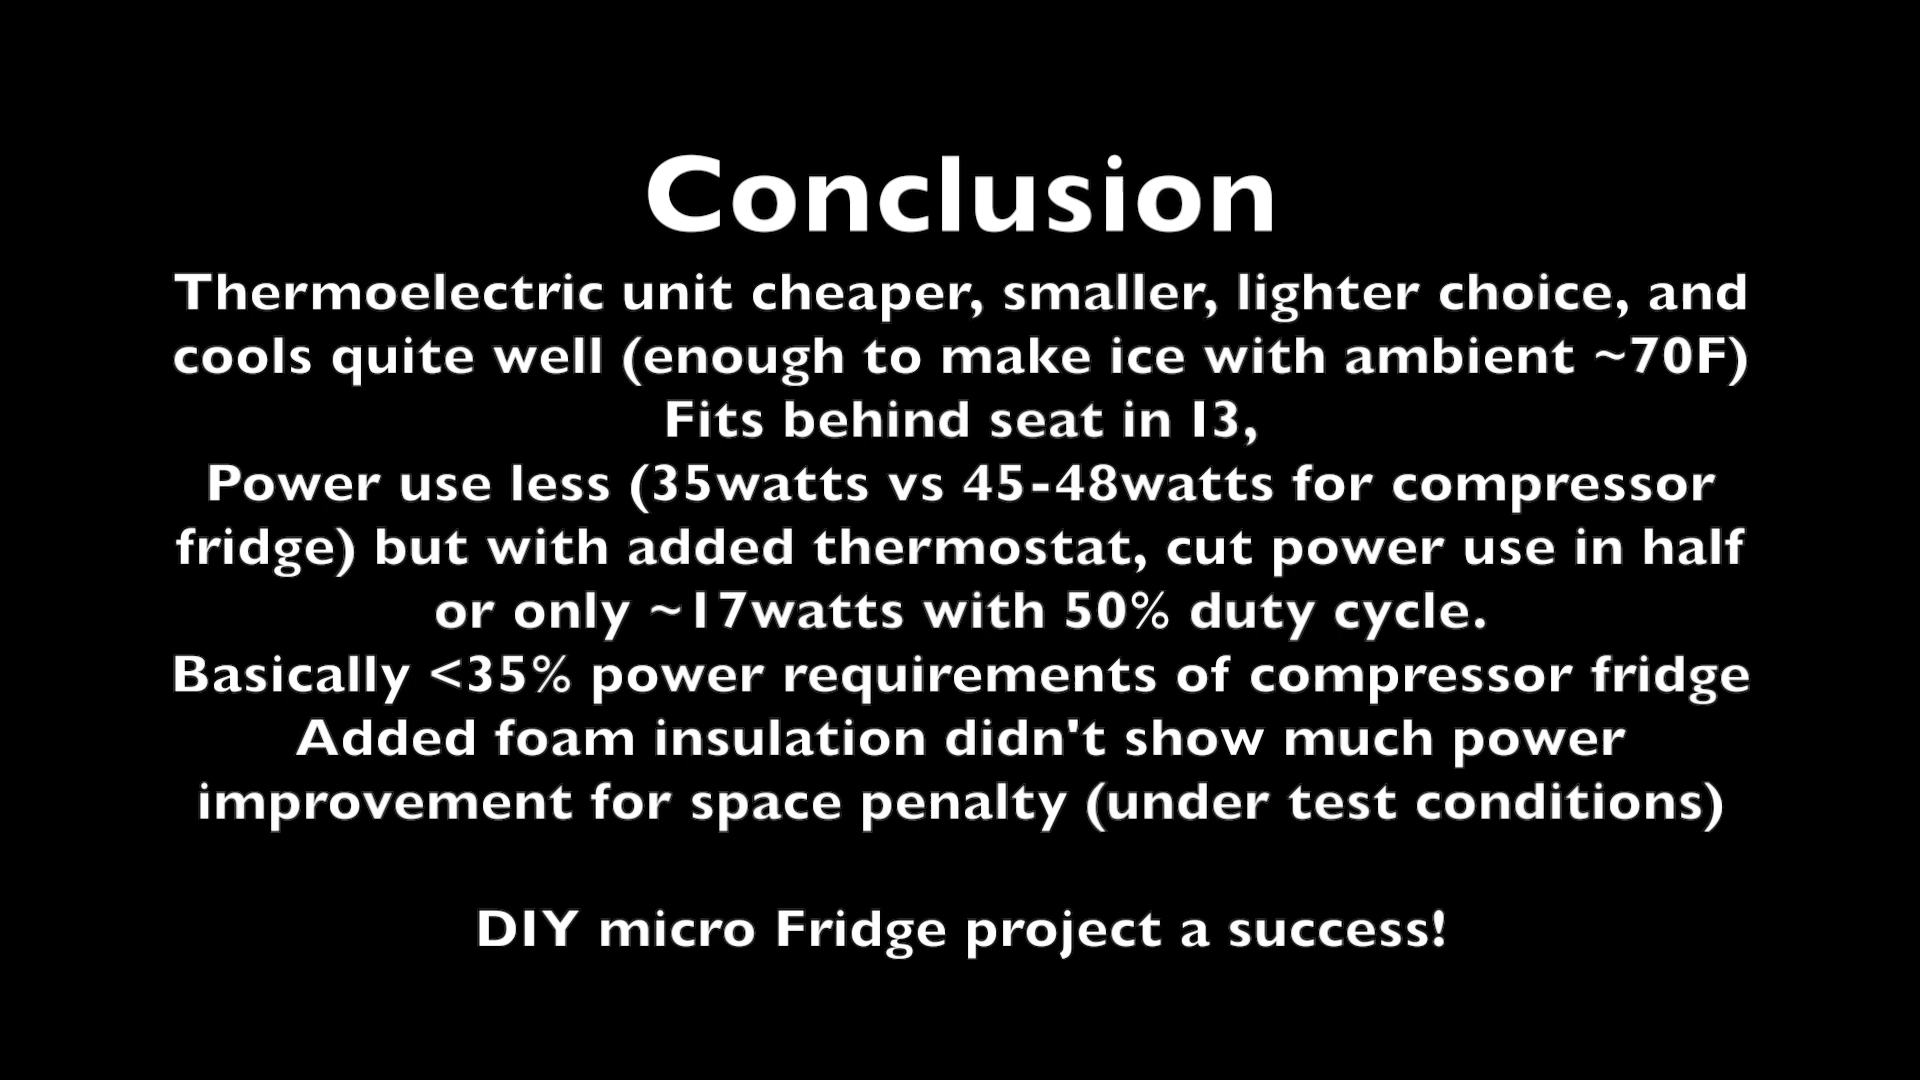 Conclusion
Thermoelectric unit cheaper, smaller, lighter choice, and
cools quite well (enough to make ice with ambient ~70F)
Fits behind seat in I3,
Power use less (35watts vs 45-48watts for compressor
fridge) but with added thermostat, cut power use in half
or only ~17watts with 50% duty cycle.
Basically <35% power requirements of compressor fridge
Added foam insulation didn't show much power
improvement for space penalty (under test conditions)
DIY micro Fridge project a success!